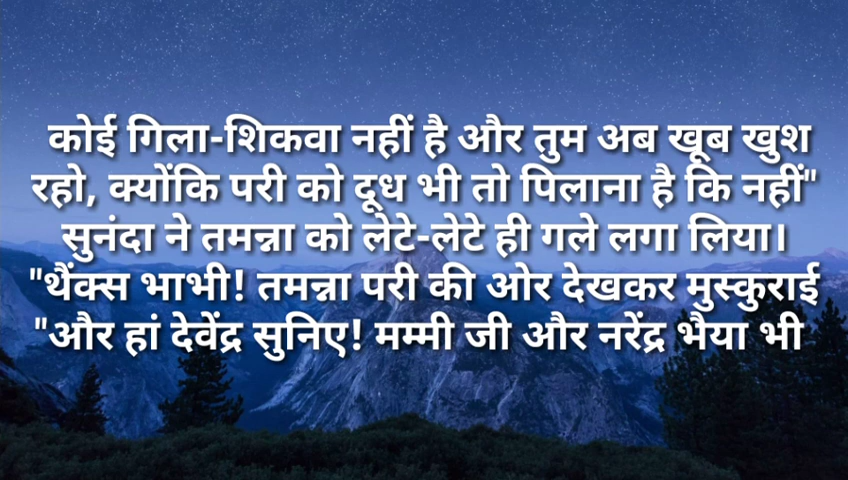 कोई गिला-शिकवा नहीं है और तुम अब खूब खुश
रहो, क्योंकि परी को दूध भी तो पिलाना है कि नहीं"
सुनंदा ने तमन्ना को लेटे-लेटे ही गले लगा लिया।
"थैंक्स भाभी! तमन्ना परी की ओर देखकर मुस्कुराई
"और हां देवेंद्र सुनिए! मम्मी जी और नरेंद्र भैया भी